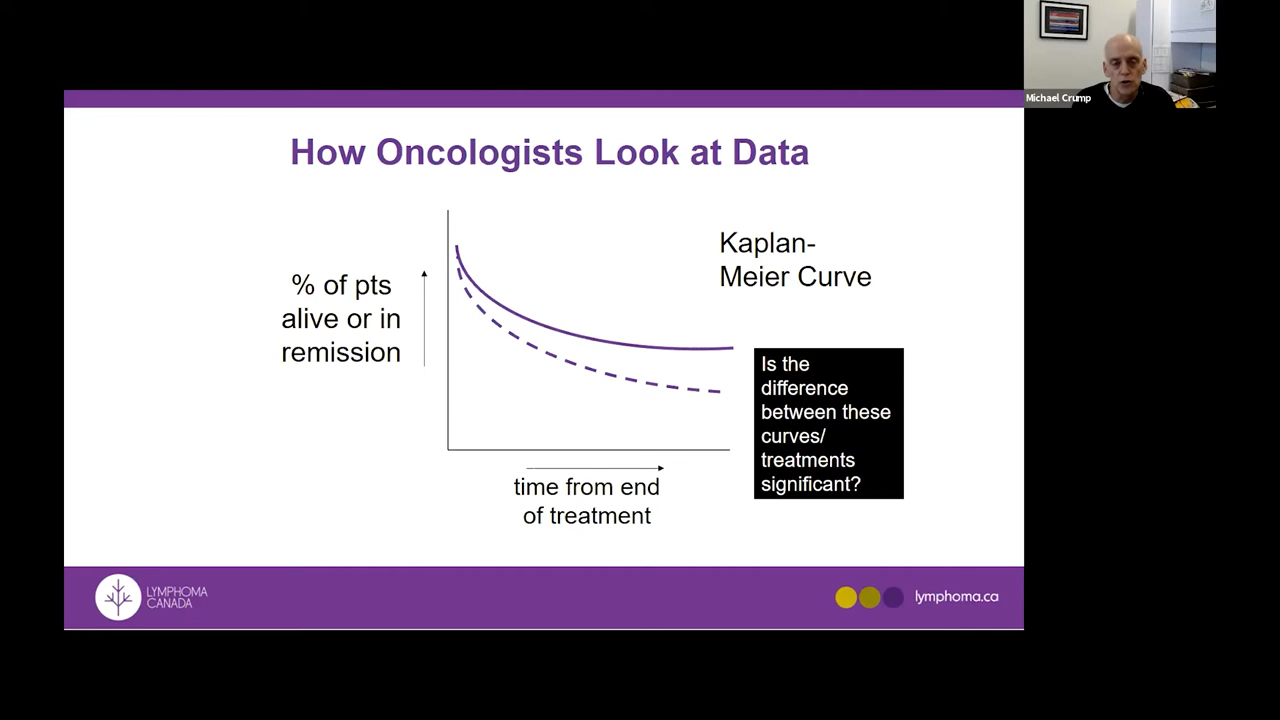 Michael Crump
How Oncologists Look at Data
Kaplan-
Meier Curve
% of pts
alive or in
remission
Is the
difference
between these
curves/
treatments
significant?
time from end
of treatment
LYMPHOMA
CANADA
lymphoma.ca